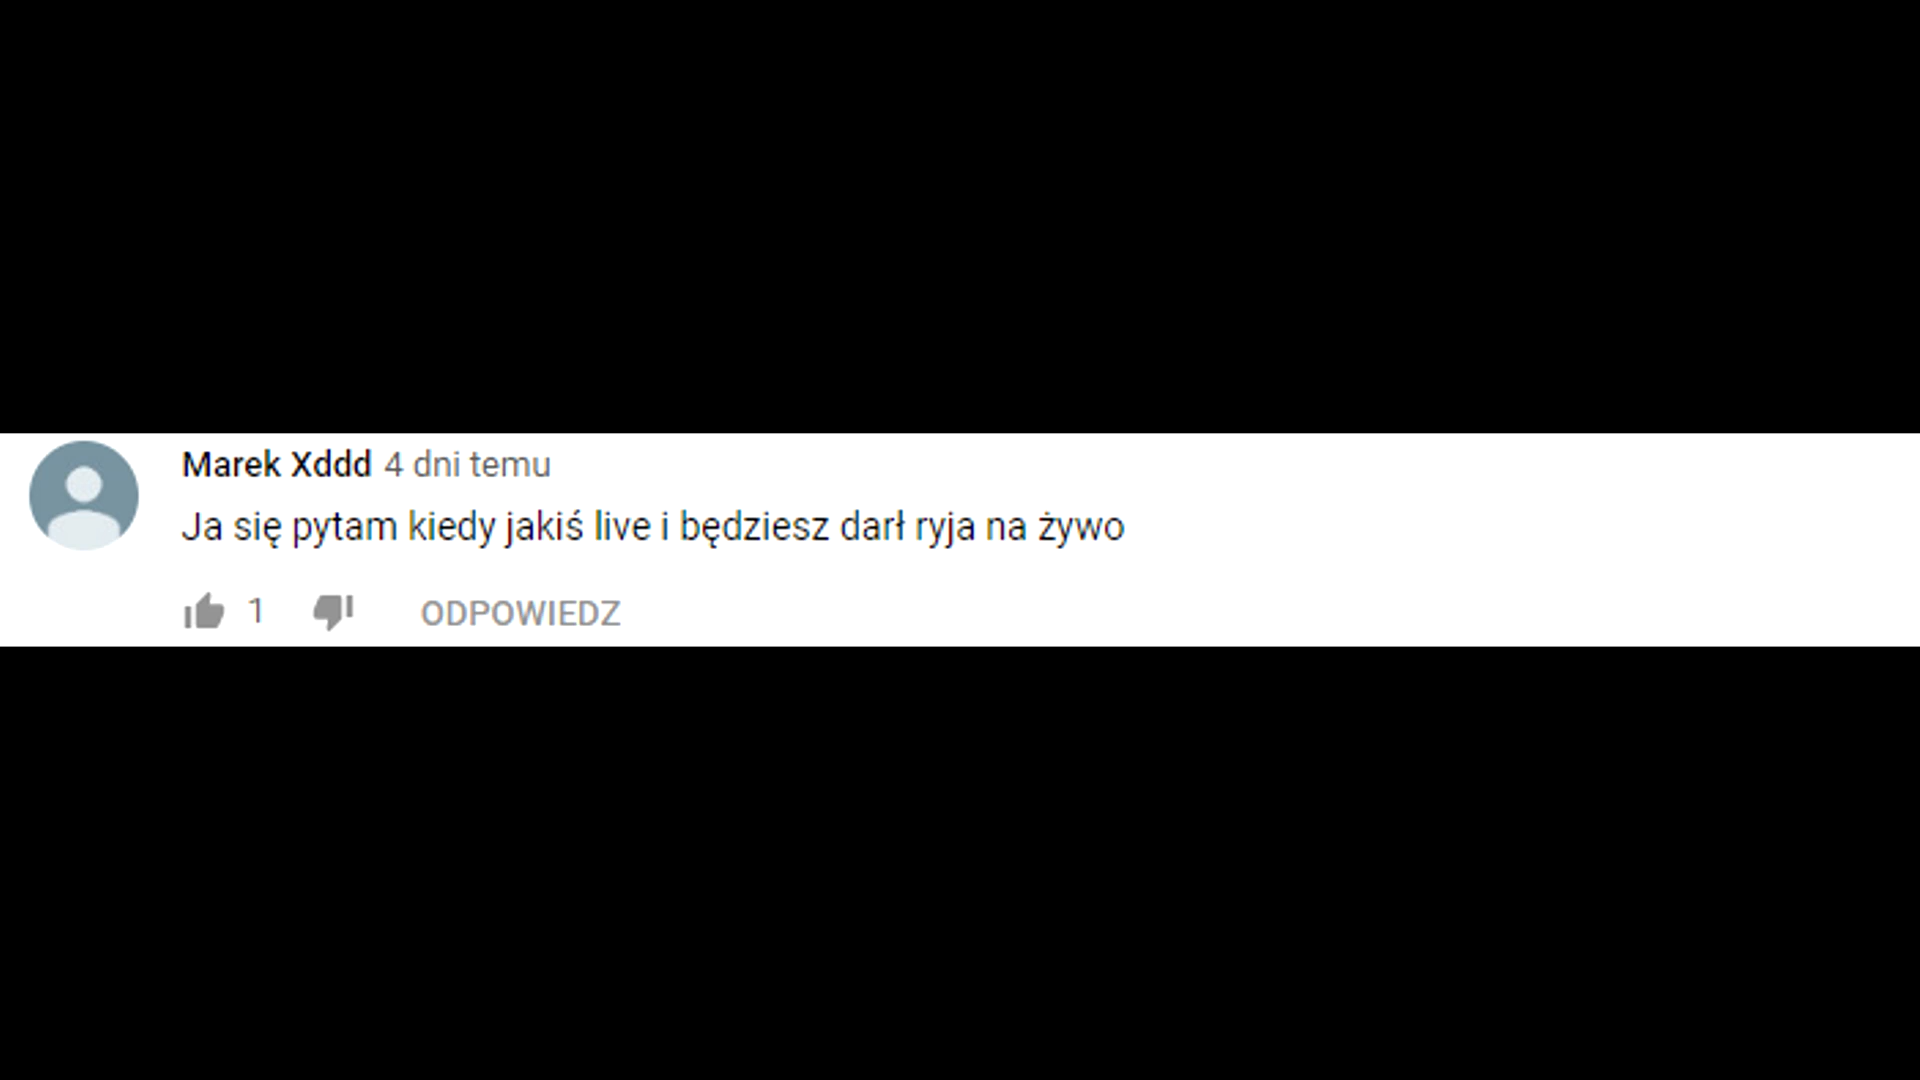 Marek Xddd 4 dni temu
Ja się pytam kiedy jakiś live i będziesz darł ryja na żywo
1 ODPOWIEDZ